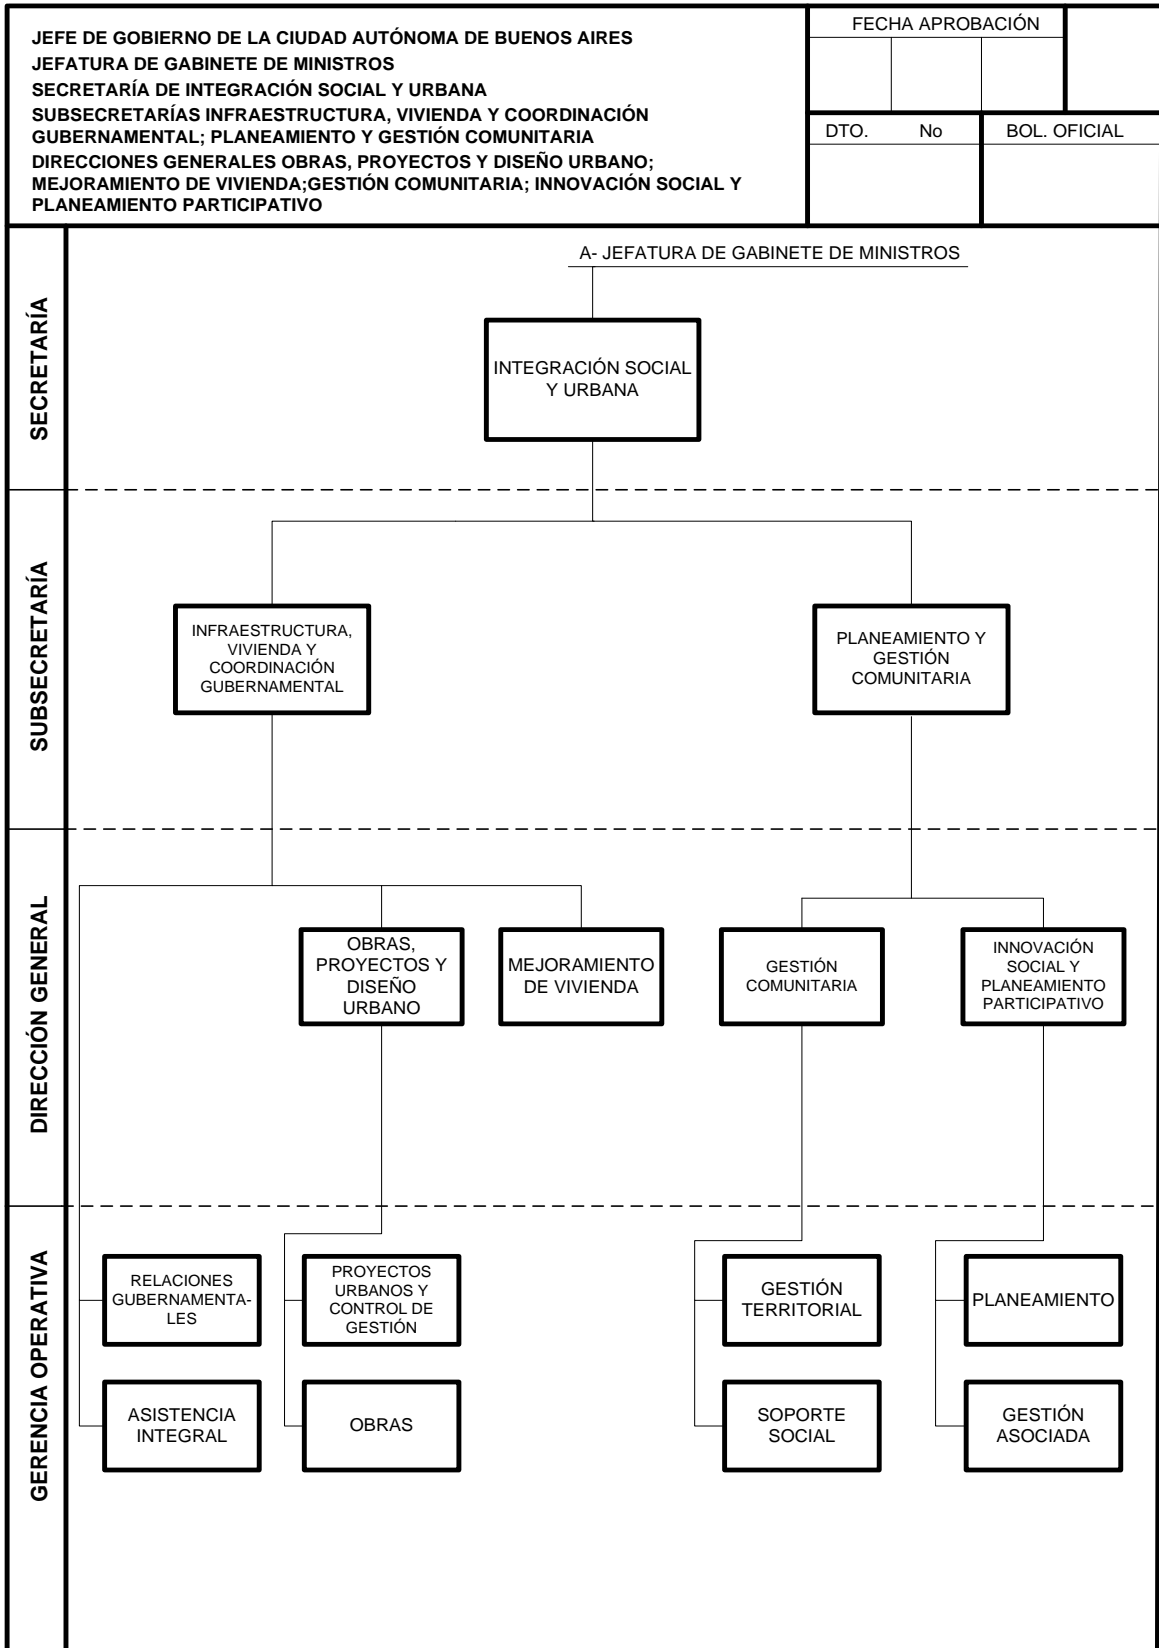 JEFE DE GOBIERNO DE LA CIUDAD AUTÓNOMA DE BUENOS AIRES
JEFATURA DE GABINETE DE MINISTROS
SECRETARÍA DE INTEGRACIÓN SOCIAL Y URBANA
SUBSECRETARÍAS INFRAESTRUCTURA, VIVIENDA Y COORDINACIÓN
GUBERNAMENTAL; PLANEAMIENTO Y GESTIÓN COMUNITARIA
DIRECCIONES GENERALES OBRAS, PROYECTOS Y DISEÑO URBANO;
MEJORAMIENTO DE VIVIENDA;GESTIÓN COMUNITARIA; INNOVACIÓN SOCIAL Y
PLANEAMIENTO PARTICIPATIVO
FECHA APROBACIÓN
DTO. No
BOL. OFICIAL
SECRETARÍA
A- JEFATURA DE GABINETE DE MINISTROS
INTEGRACIÓN SOCIAL
Y URBANA
SUBSECRETARÍA
INFRAESTRUCTURA,
VIVIENDA Y
COORDINACIÓN
GUBERNAMENTAL
PLANEAMIENTO Y
GESTIÓN
COMUNITARIA
DIRECCIÓN GENERAL
OBRAS,
PROYECTOS Y
DISEÑO
URBANO
MEJORAMIENTO
DE VIVIENDA
GESTIÓN
COMUNITARIA
INNOVACIÓN
SOCIAL Y
PLANEAMIENTO
PARTICIPATIVO
GERENCIA OPERATIVA
RELACIONES
GUBERNAMENTA-
LES
PROYECTOS
URBANOS Y
CONTROL DE
GESTIÓN
GESTIÓN
TERRITORIAL
PLANEAMIENTO
ASISTENCIA
INTEGRAL
OBRAS
SOPORTE
SOCIAL
GESTIÓN
ASOCIADA